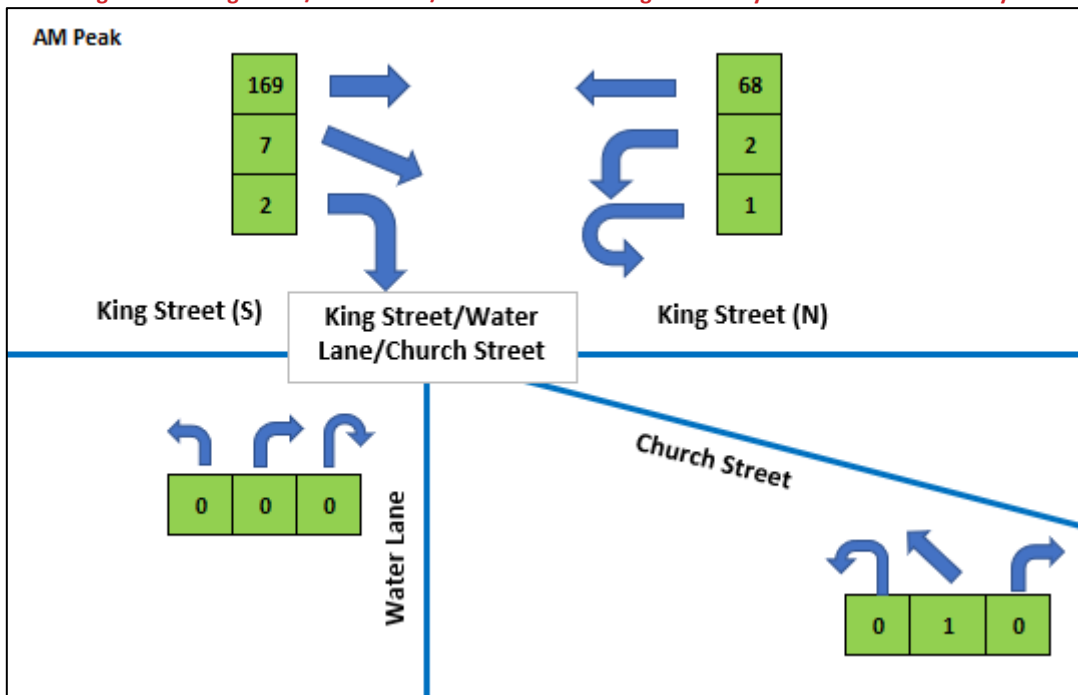 AM Peak
169
7
2
68
2
1
King Street (S)
King Street/Water
Lane/Church Street
King Street (N)
0 0 0
Water Lane
Church Street
0 1 0